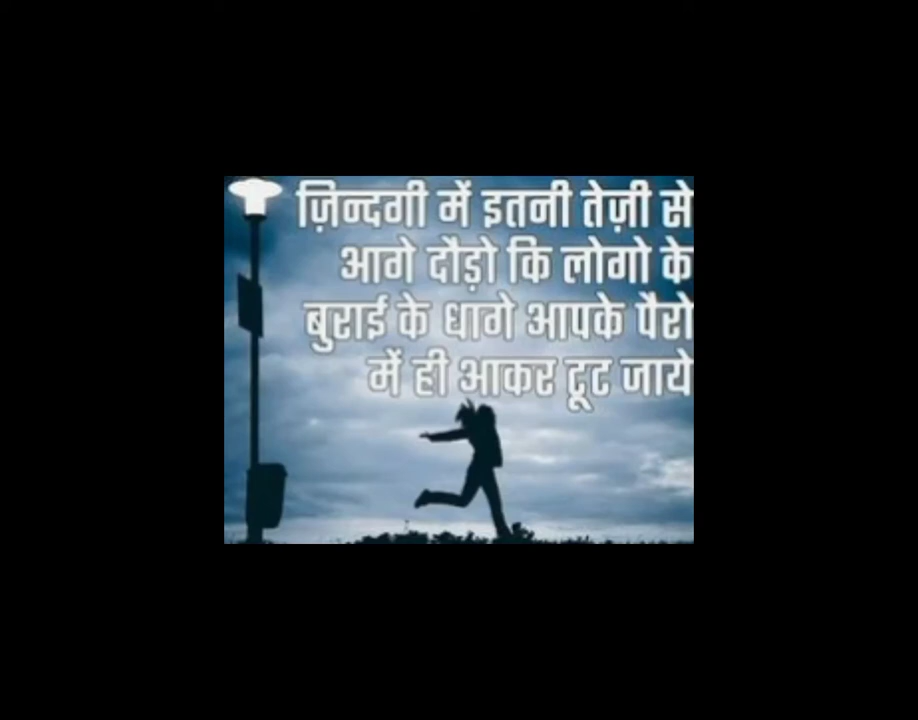 ज़िन्दगी में इतनी तेज़ी से
आगे दौड़ो कि लोगो के
बुराई के धागे आपके पैरो
में ही आकर टूट जाये